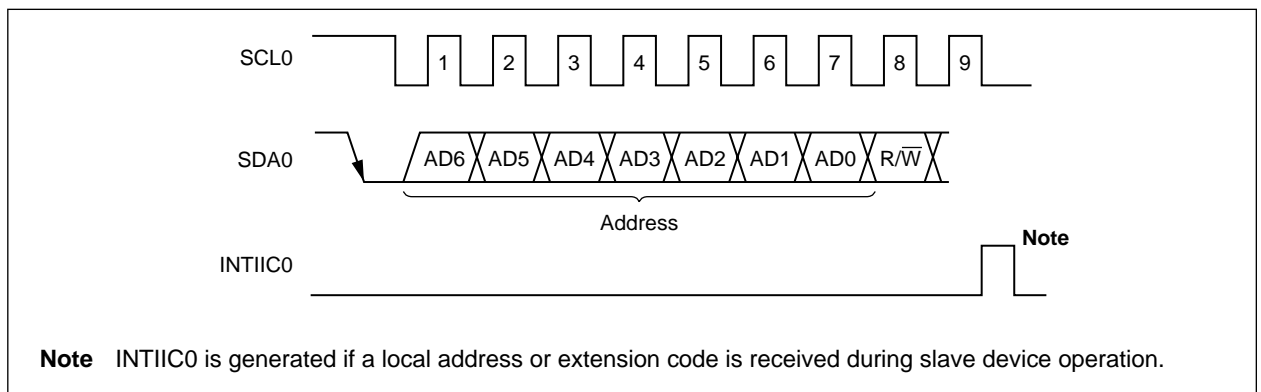 SCL0 1 2 3 4 5 6 7 8 9
SDA0 AD6 AD5 AD4 AD3 AD2 AD1 AD0 R/W̅
Address
Note
INTIIC0
Note INTIIC0 is generated if a local address or extension code is received during slave device operation.